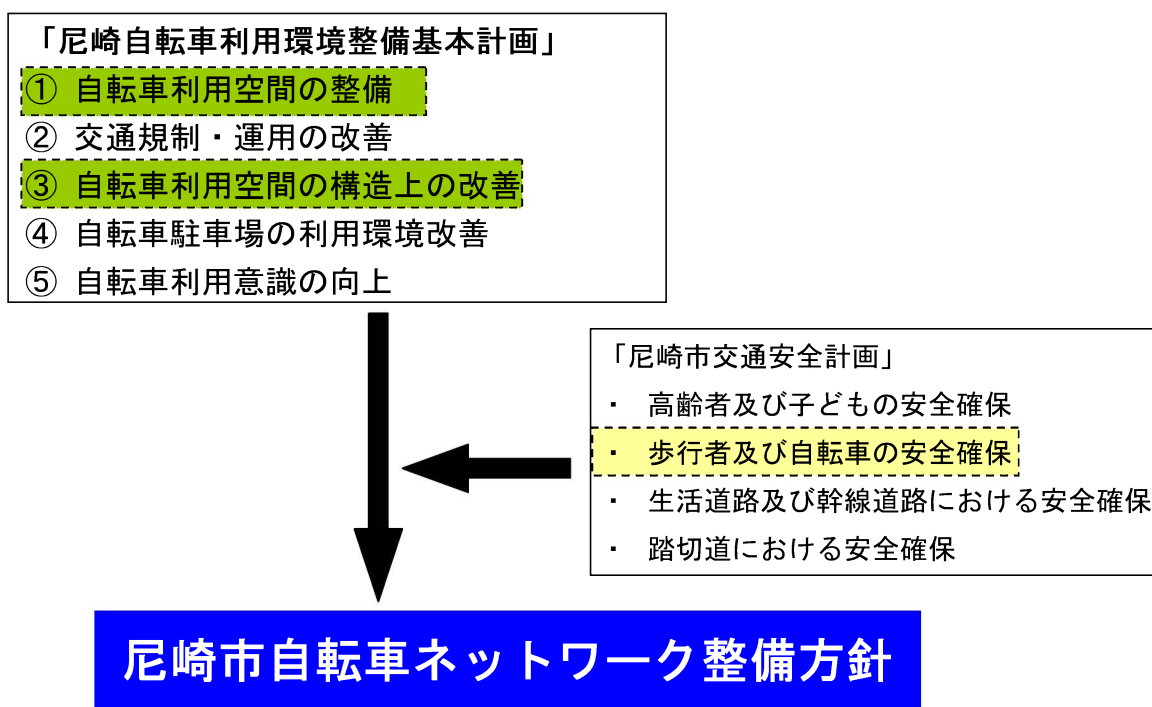 「尼崎自転車利用環境整備基本計画」
① 自転車利用空間の整備
② 交通規制・運用の改善
③ 自転車利用空間の構造上の改善
④ 自転車駐車場の利用環境改善
⑤ 自転車利用意識の向上
「尼崎市交通安全計画」
・ 高齢者及び子どもの安全確保
・ 歩行者及び自転車の安全確保
・ 生活道路及び幹線道路における安全確保
・ 踏切道における安全確保
尼崎市自転車ネットワーク整備方針